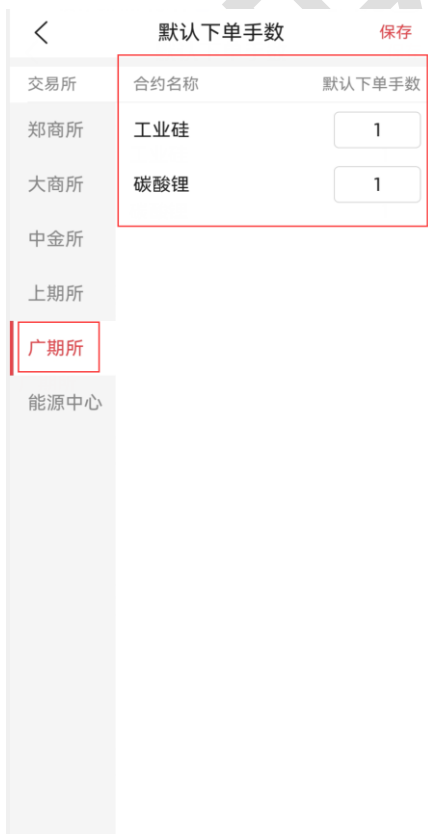 默认下单手数 保存
交易所 合约名称 默认下单手数
郑商所 工业硅 1
大商所 碳酸锂 1
中金所
上期所
广期所
能源中心